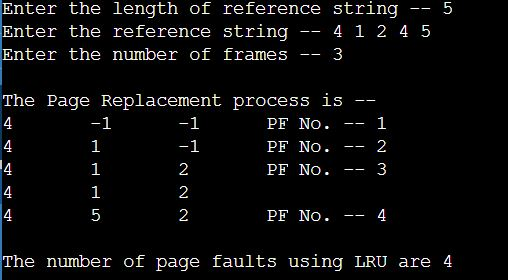 Enter the length of reference string -- 5
Enter the reference string -- 4 1 2 4 5
Enter the number of frames -- 3
The Page Replacement process is --
4 -1 -1 PF No. -- 1
4 1 -1 PF No. -- 2
4 1 2 PF No. -- 3
4 1 2
4 5 2 PF No. -- 4
The number of page faults using LRU are 4